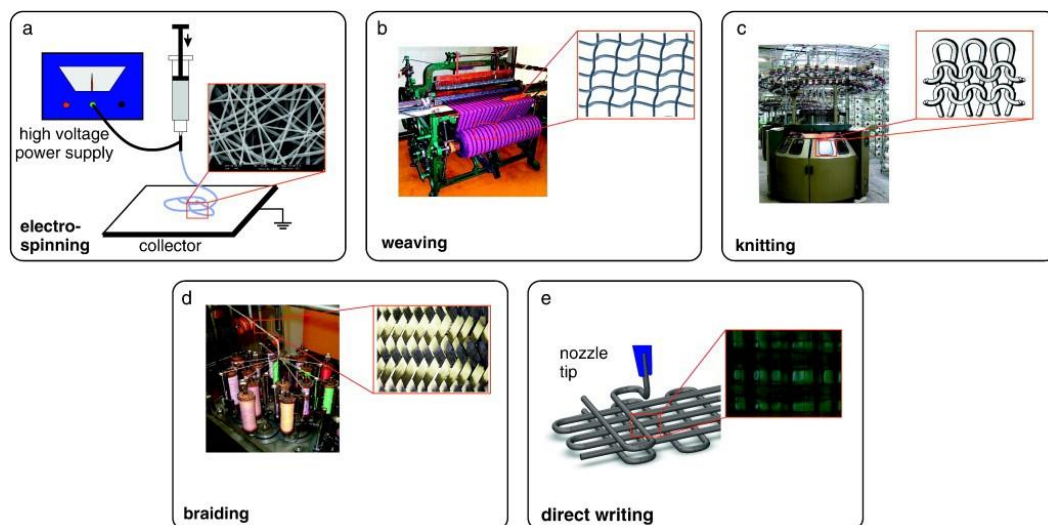 a
high voltage
power supply
electro-
spinning
collector
b
weaving
c
knitting
d
braiding
e
nozzle
tip
direct writing